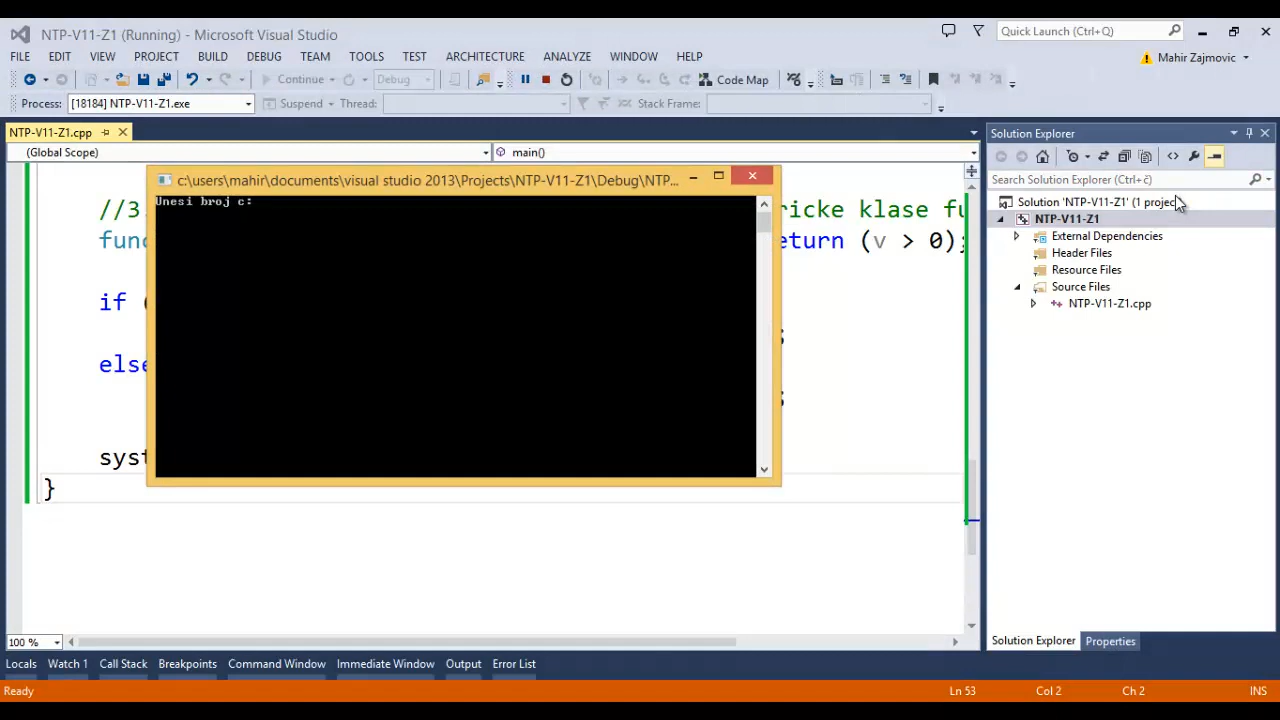 NTP-V11-Z1 (Running) - Microsoft Visual Studio
Quick Launch (Ctrl+Q)
FILE EDIT VIEW PROJECT BUILD DEBUG TEAM TOOLS TEST ARCHITECTURE ANALYZE WINDOW HELP
Mahir Zajmovic
Continue Debug Code Map
Process: [18184] NTP-V11-Z1.exe Suspend Thread: Stack Frame:
NTP-V11-Z1.cpp
(Global Scope) main()
c:\users\mahir\documents\visual studio 2013\Projects\NTP-V11-Z1\Debug\NTP...
Unesi broj c:
//3. ricke klase fu
func eturn (v > 0);
if (
;
else
;
syst
}
100 %
Solution Explorer
Search Solution Explorer (Ctrl+č)
Solution 'NTP-V11-Z1' (1 project
NTP-V11-Z1
External Dependencies
Header Files
Resource Files
Source Files
NTP-V11-Z1.cpp
Solution Explorer Properties
Locals Watch 1 Call Stack Breakpoints Command Window Immediate Window Output Error List
Ready Ln 53 Col 2 Ch 2 INS